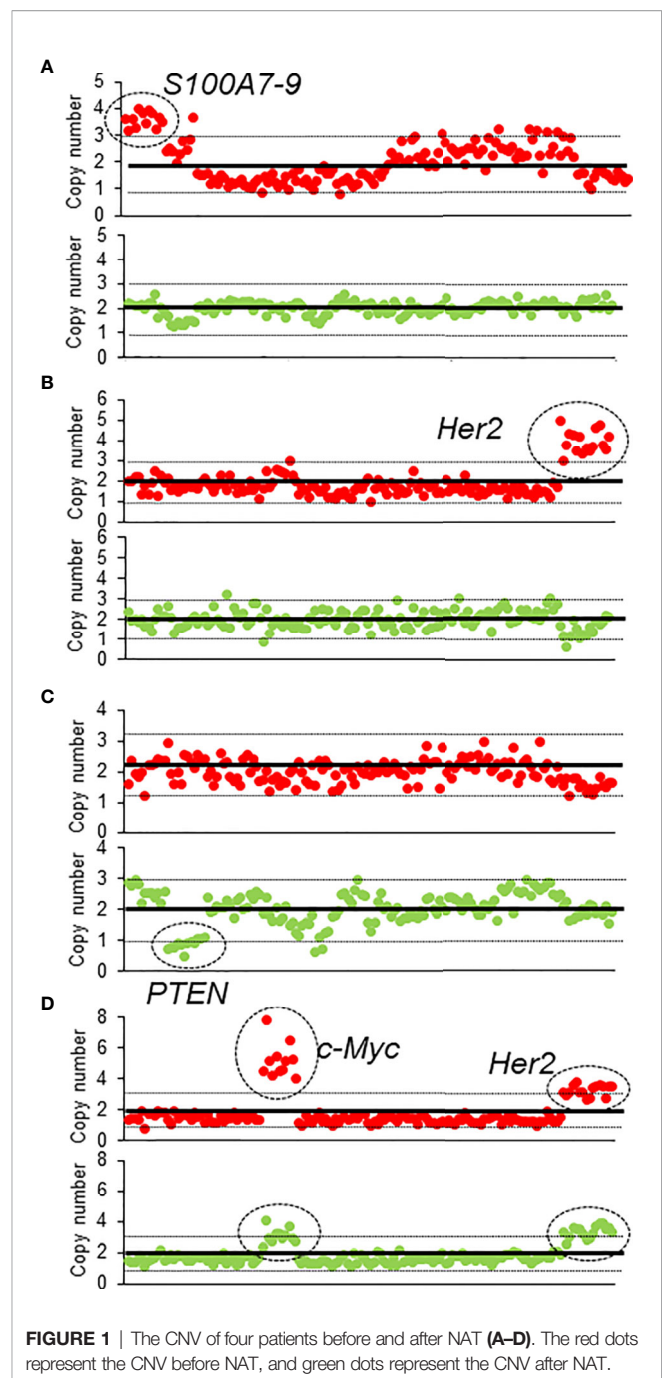 A
S100A7-9
Copy number
5
4
3
2
1
0
Copy number
5
4
3
2
1
0
B
Her2
Copy number
6
5
4
3
2
1
0
Copy number
6
5
4
3
2
1
0
C
Copy number
4
3
2
1
0
Copy number
4
3
2
1
0
PTEN
D
c-Myc
Her2
Copy number
8
6
4
2
0
Copy number
8
6
4
2
0
FIGURE 1 | The CNV of four patients before and after NAT (A–D). The red dots
represent the CNV before NAT, and green dots represent the CNV after NAT.